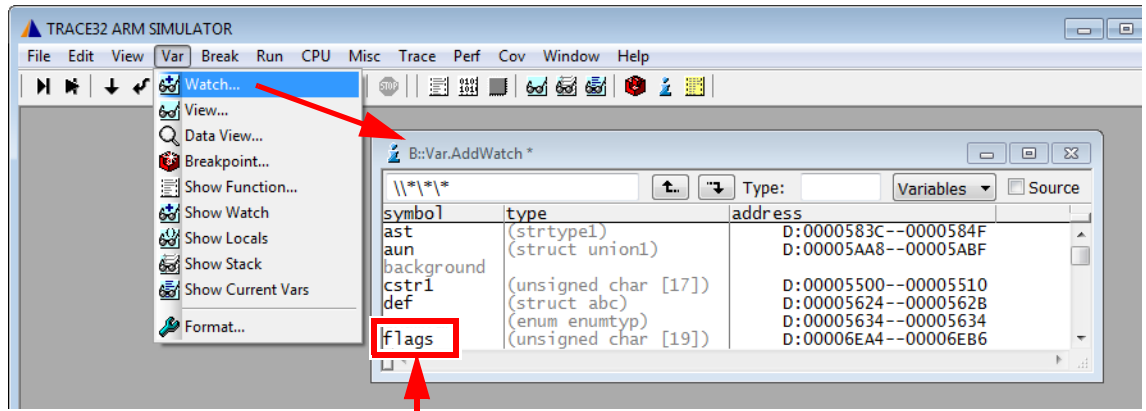 TRACE32 ARM SIMULATOR
File Edit View Var Break Run CPU Misc Trace Perf Cov Window Help
STOP
Watch...
View...
Data View...
Breakpoint...
Show Function...
Show Watch
Show Locals
Show Stack
Show Current Vars
Format...
B::Var.AddWatch *
\\*\*\* Type: Variables Source
symbol type address
ast (strtype1) D:0000583C--0000584F
aun (struct union1) D:00005AA8--00005ABF
background
cstr1 (unsigned char [17]) D:00005500--00005510
def (struct abc) D:00005624--0000562B
(enum enumtyp) D:00005634--00005634
flags (unsigned char [19]) D:00006EA4--00006EB6